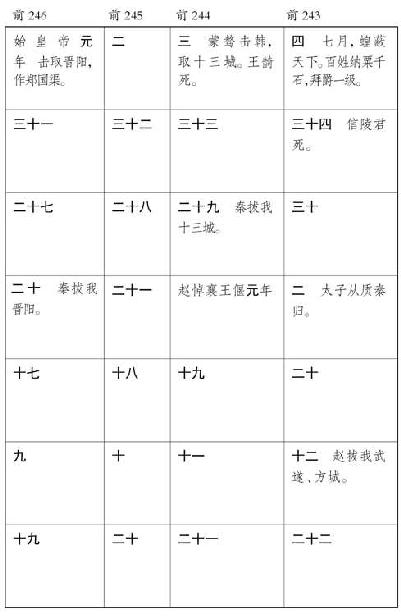 前 246 前 245 前 244 前 243
始皇帝元
年 击取晋阳,
作郑国渠。
二
三 蒙骜击韩,
取十三城。王齮
死。
四 七月,蝗蔽
天下。百姓纳粟千
石,拜爵一级。
三十一
三十二
三十三
三十四 信陵君
死。
二十七
二十八
二十九 秦拔我
十三城。
三十
二十 秦拔我
晋阳。
二十一
赵悼襄王偃元年
二 太子从质秦
归。
十七
十八
十九
二十
九
十
十一
十二 赵拔我武
遂、方城。
十九
二十
二十一
二十二